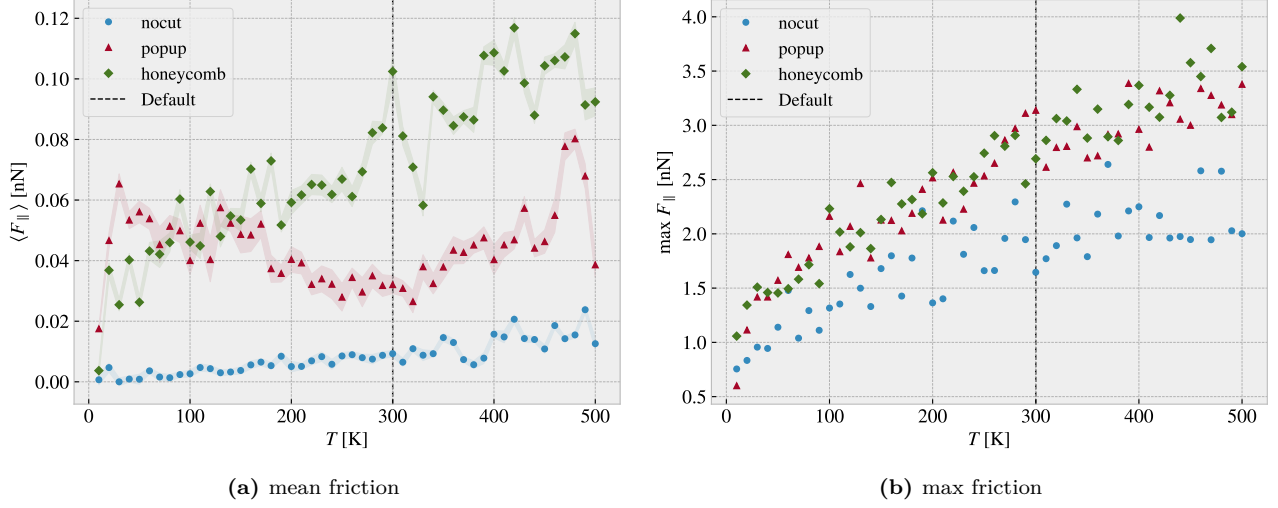 0.12
0.10
0.08
0.06
0.04
0.02
0.00
⟨F∥⟩ [nN]
nocut
popup
honeycomb
Default
0
100
200
300
400
500
T [K]
(a) mean friction
4.0
3.5
3.0
2.5
2.0
1.5
1.0
0.5
max F∥ [nN]
nocut
popup
honeycomb
Default
0
100
200
300
400
500
T [K]
(b) max friction